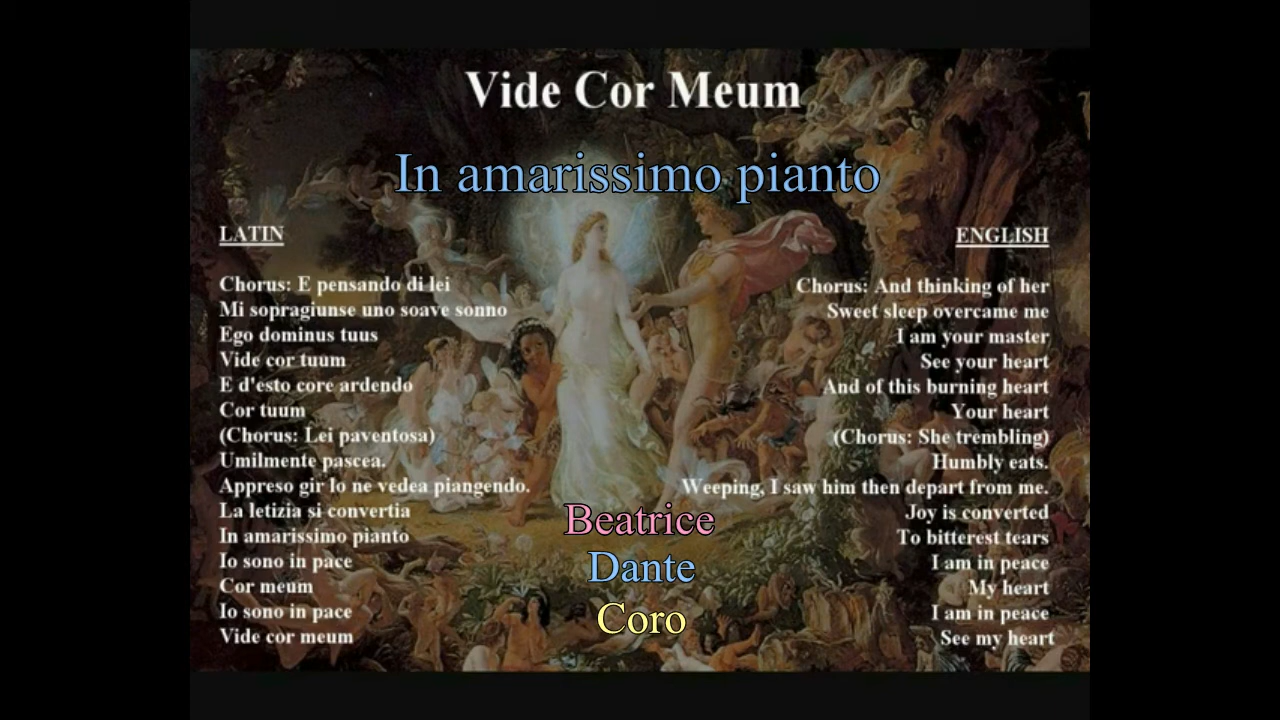 Vide Cor Meum
In amarissimo pianto
LATIN
Chorus: E pensando di lei
Mi sopragiunse uno soave sonno
Ego dominus tuus
Vide cor tuum
E d'esto core ardendo
Cor tuum
(Chorus: Lei paventosa)
Umilmente pascea.
Appreso gir lo ne vedea piangendo.
La letizia si convertia
In amarissimo pianto
Io sono in pace
Cor meum
Io sono in pace
Vide cor meum
ENGLISH
Chorus: And thinking of her
Sweet sleep overcame me
I am your master
See your heart
And of this burning heart
Your heart
(Chorus: She trembling)
Humbly eats.
Weeping, I saw him then depart from me.
Joy is converted
To bitterest tears
I am in peace
My heart
I am in peace
See my heart
Beatrice
Dante
Coro